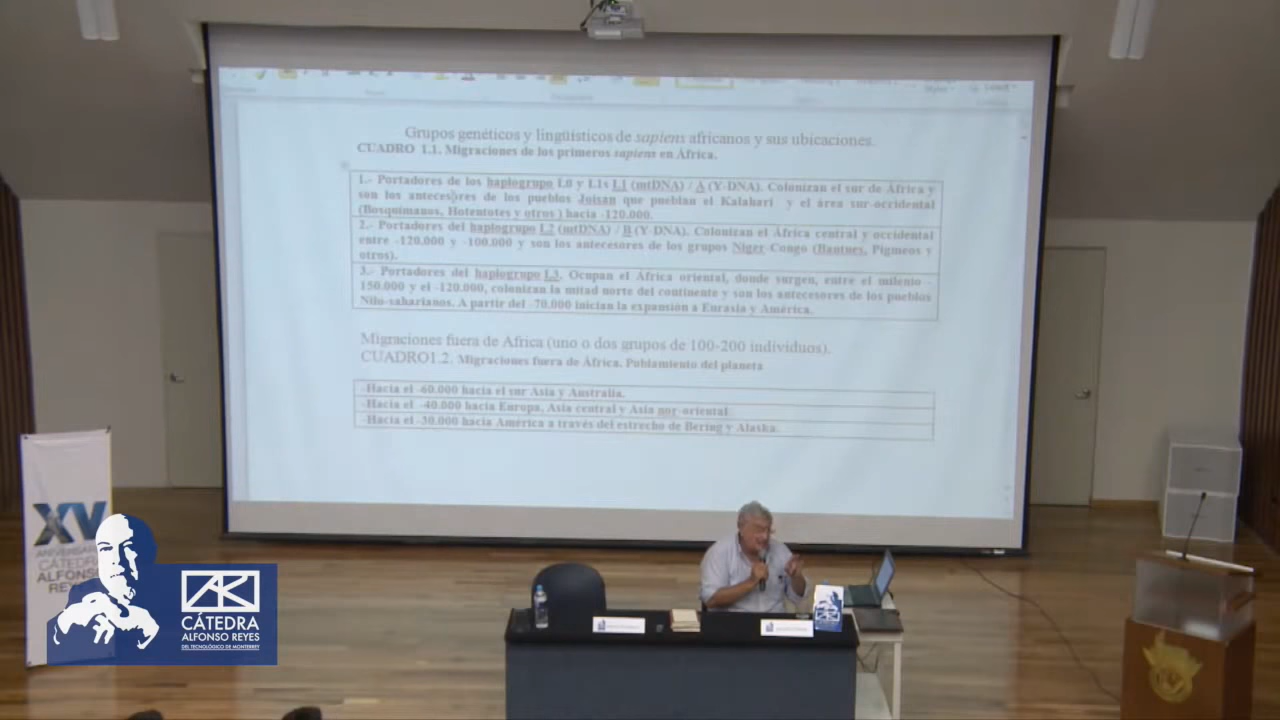 Grupos genéticos y lingüísticos de sapiens africanos y sus ubicaciones.
CUADRO 1.1. Migraciones de los primeros sapiens en África.
1.- Portadores de los haplogrupo L0 y L1s L1 (mtDNA) / A (Y-DNA). Colonizan el sur de África y
son los antecesores de los pueblos Joisan que pueblan el Kalahari y el área sur-occidental
(Bosquimanos, Hotentotes y otros ) hacia -120.000.
2.- Portadores del haplogrupo L2 (mtDNA) / B (Y-DNA). Colonizan el África central y occidental
entre -120.000 y -100.000 y son los antecesores de los grupos Niger-Congo (Bantues, Pigmeos y
otros).
3.- Portadores del haplogrupo L3. Ocupan el África oriental, donde surgen, entre el milenio -
150.000 y el -120.000, colonizan la mitad norte del continente y son los antecesores de los pueblos
Nilo-saharianos. A partir del -70.000 inician la expansión a Eurasia y América.
Migraciones fuera de África (uno o dos grupos de 100-200 individuos).
CUADRO1.2. Migraciones fuera de África. Poblamiento del planeta
-Hacia el -60.000 hacia el sur Asia y Australia.
-Hacia el -40.000 hacia Europa, Asia central y Asia nor-oriental.
-Hacia el -30.000 hacia América a través del estrecho de Bering y Alaska.
XV
ANIVERSARIO
CÁTEDRA
ALFONSO
REYES
CÁTEDRA
ALFONSO REYES
DEL TECNOLÓGICO DE MONTERREY